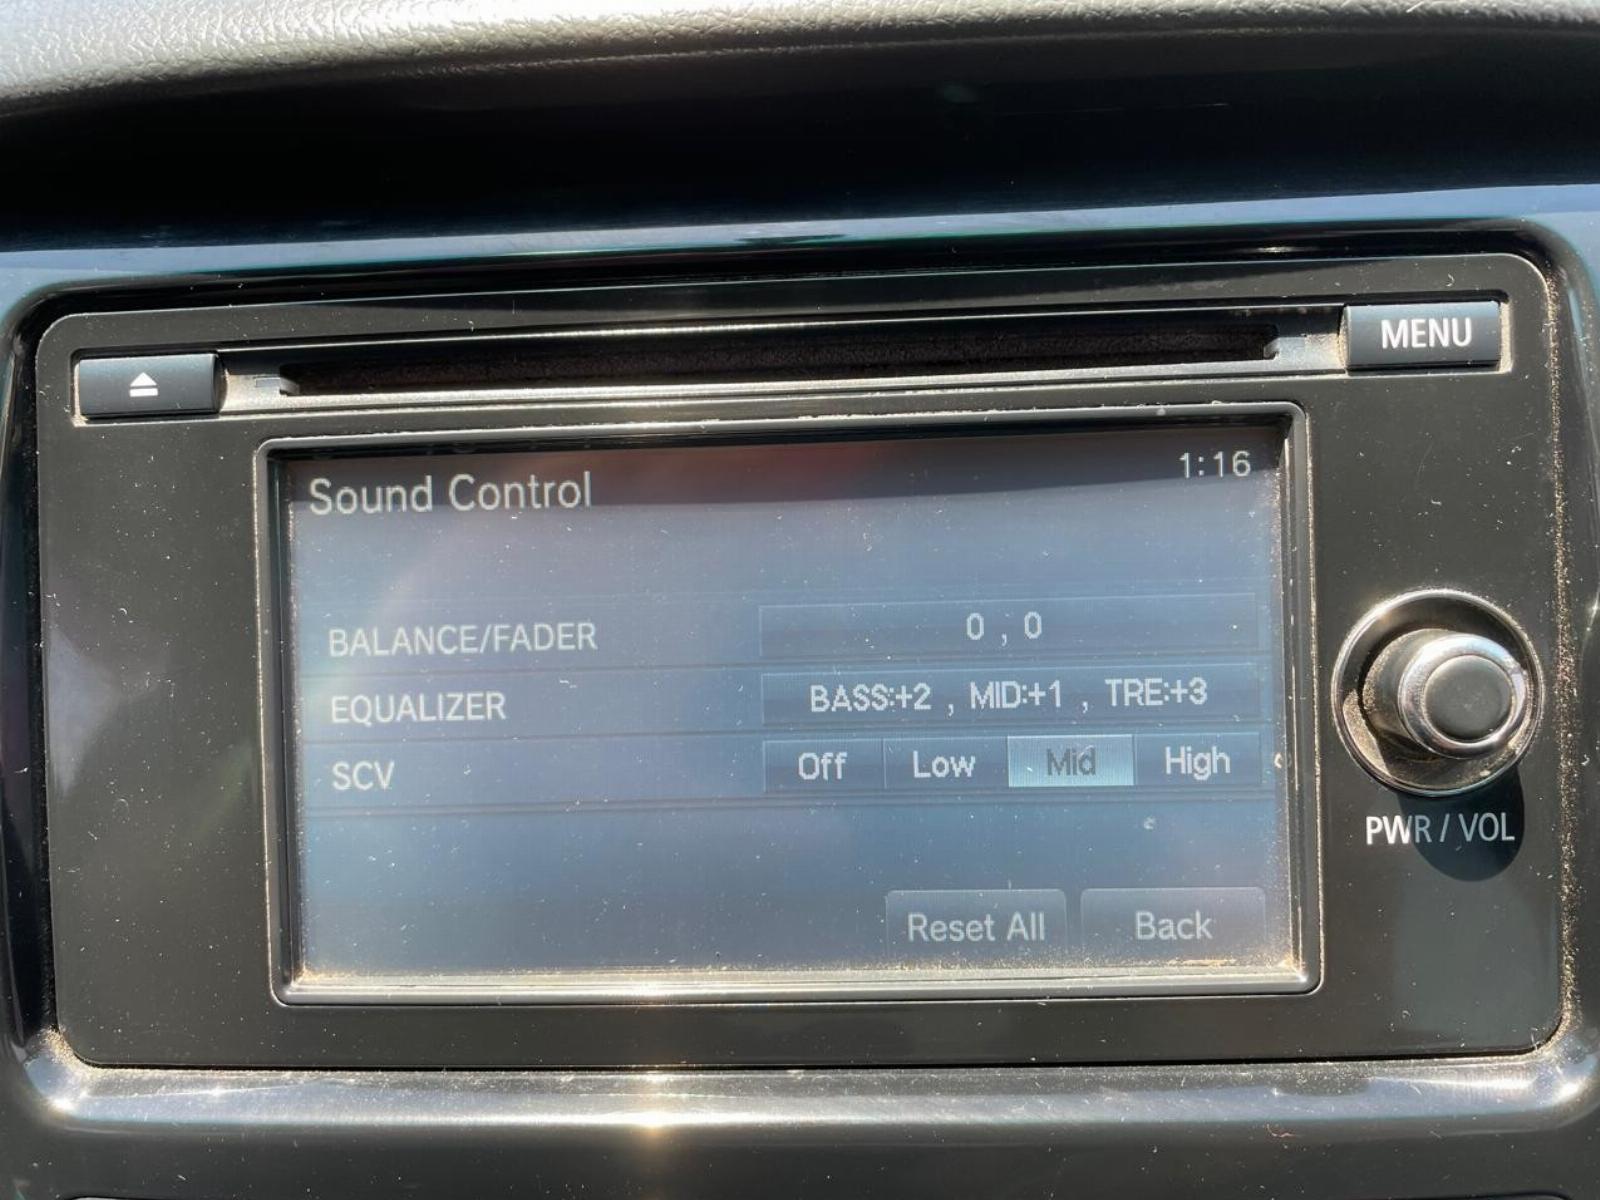 MENU
Sound Control 1:16
BALANCE/FADER 0 , 0
EQUALIZER BASS:+2 , MID:+1 , TRE:+3
SCV Off Low Mid High
PWR / VOL
Reset All Back